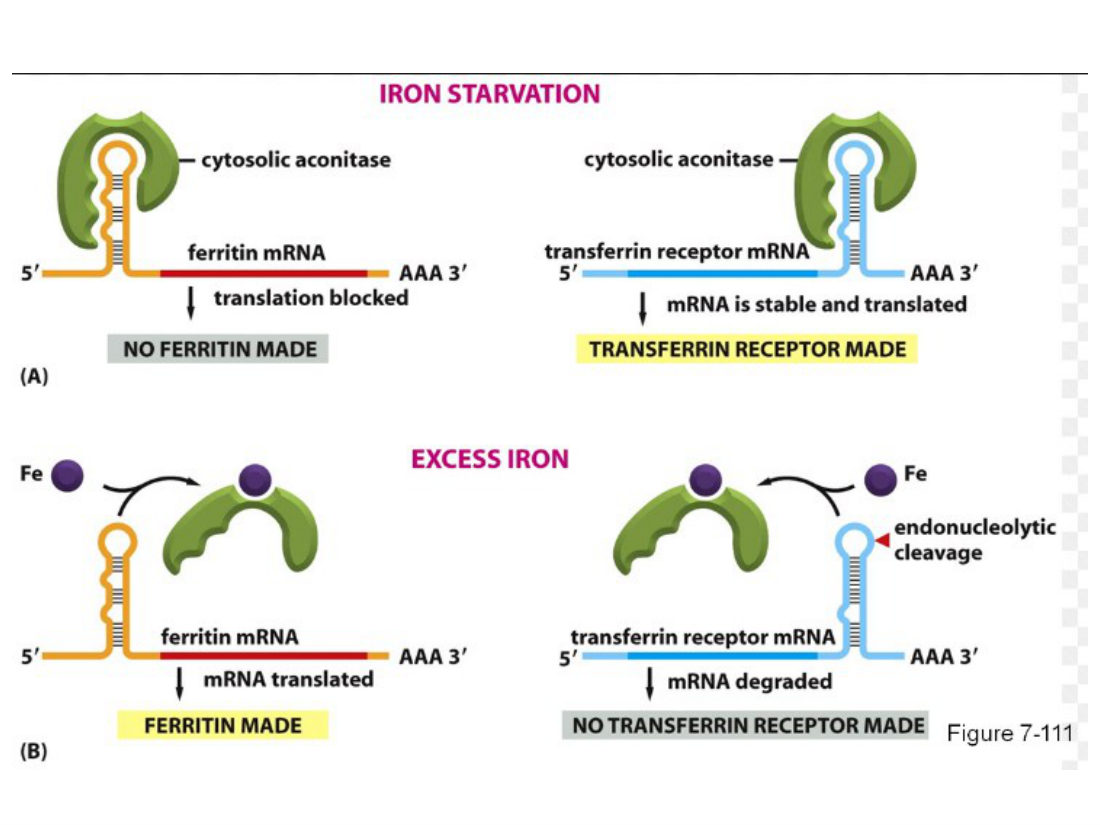 IRON STARVATION
cytosolic aconitase
ferritin mRNA
5′ AAA 3′
translation blocked
NO FERRITIN MADE
(A)
cytosolic aconitase
transferrin receptor mRNA
5′ AAA 3′
mRNA is stable and translated
TRANSFERRIN RECEPTOR MADE
EXCESS IRON
Fe
ferritin mRNA
5′ AAA 3′
mRNA translated
FERRITIN MADE
(B)
Fe
endonucleolytic
cleavage
transferrin receptor mRNA
5′ AAA 3′
mRNA degraded
NO TRANSFERRIN RECEPTOR MADE
Figure 7-111